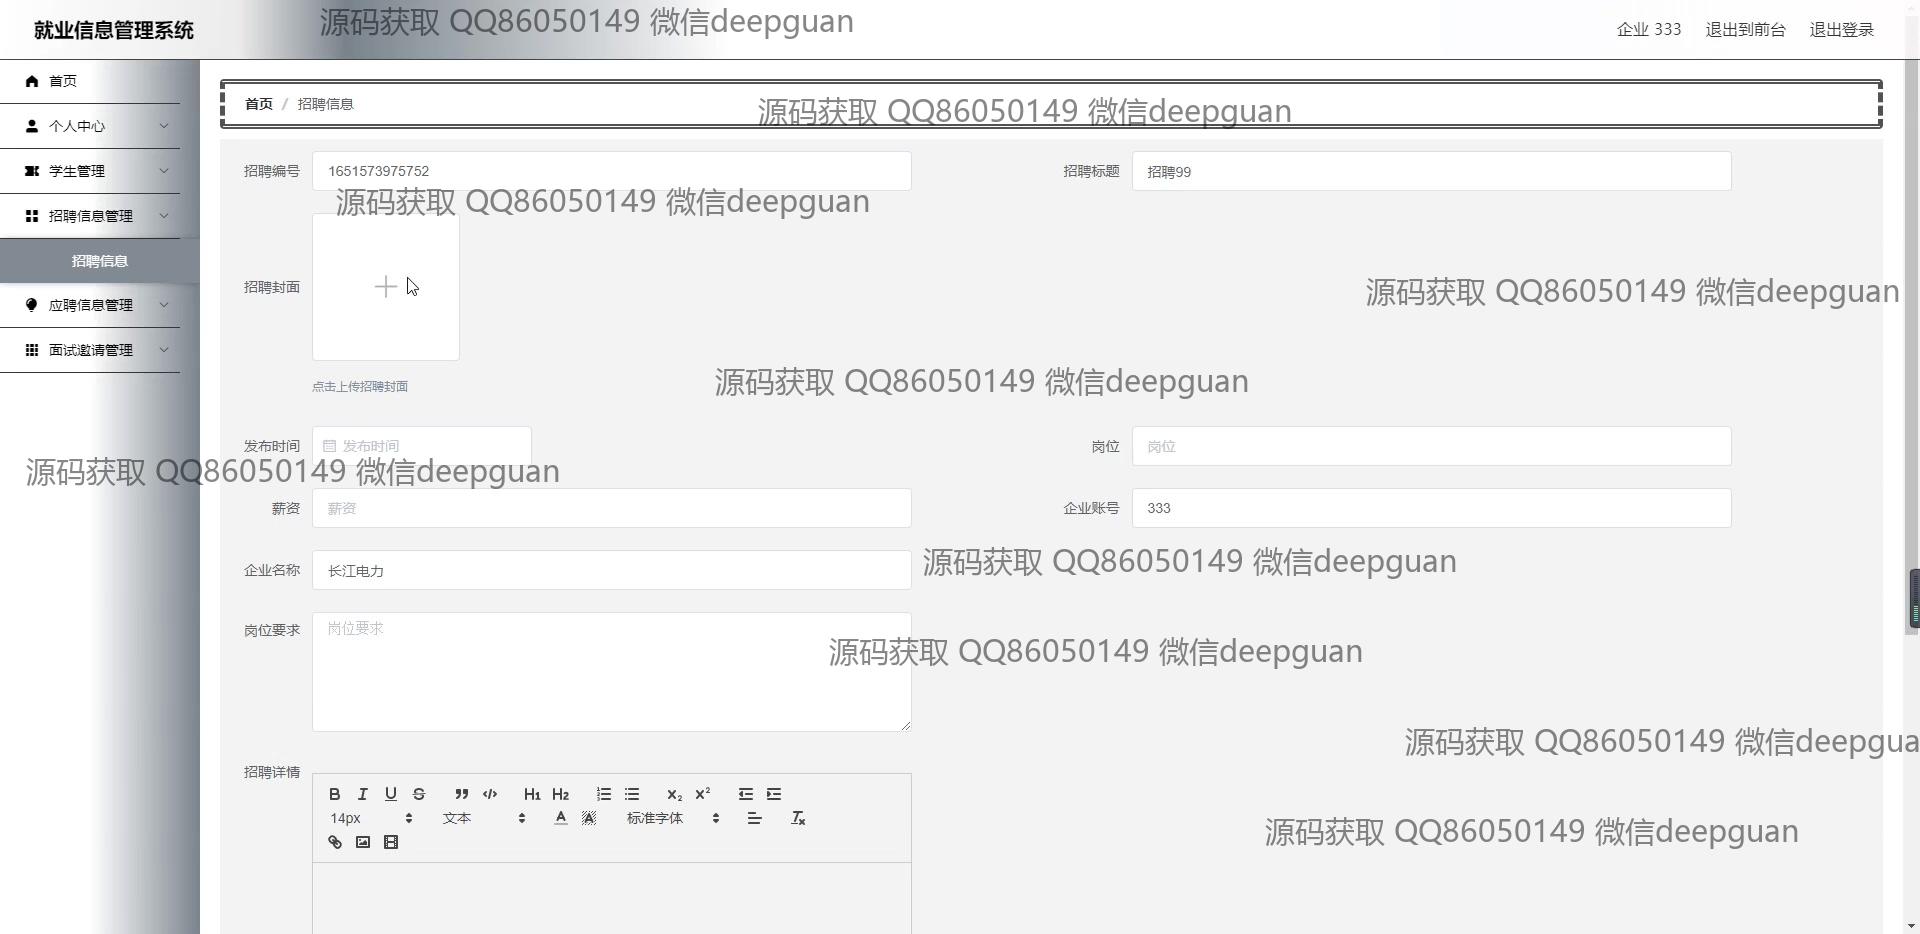 就业信息管理系统
源码获取 QQ86050149 微信deepguan
企业 333
退出到前台
退出登录
首页
个人中心
学生管理
招聘信息管理
招聘信息
应聘信息管理
面试邀请管理
首页 / 招聘信息
源码获取 QQ86050149 微信deepguan
招聘编号 1651573975752
招聘标题 招聘99
源码获取 QQ86050149 微信deepguan
招聘封面
源码获取 QQ86050149 微信deepguan
点击上传招聘封面
源码获取 QQ86050149 微信deepguan
发布时间 发布时间
岗位 岗位
源码获取 QQ86050149 微信deepguan
薪资 薪资
企业账号 333
企业名称 长江电力
源码获取 QQ86050149 微信deepguan
岗位要求 岗位要求
源码获取 QQ86050149 微信deepguan
源码获取 QQ86050149 微信deepgua
招聘详情
B I U S H1 H2 x2 x2
14px 文本 A A 标准字体 Tx
源码获取 QQ86050149 微信deepguan